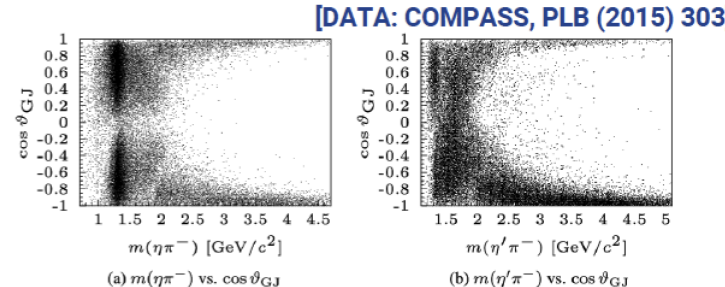 [DATA: COMPASS, PLB (2015) 303
1
0.8
0.6
0.4
0.2
0
-0.2
-0.4
-0.6
-0.8
-1
cos ϑGJ
1 1.5 2 2.5 3 3.5 4 4.5
m(ηπ⁻) [GeV/c²]
(a) m(ηπ⁻) vs. cos ϑGJ
1
0.8
0.6
0.4
0.2
0
-0.2
-0.4
-0.6
-0.8
-1
cos ϑGJ
1.5 2 2.5 3 3.5 4 4.5 5
m(η′π⁻) [GeV/c²]
(b) m(η′π⁻) vs. cos ϑGJ